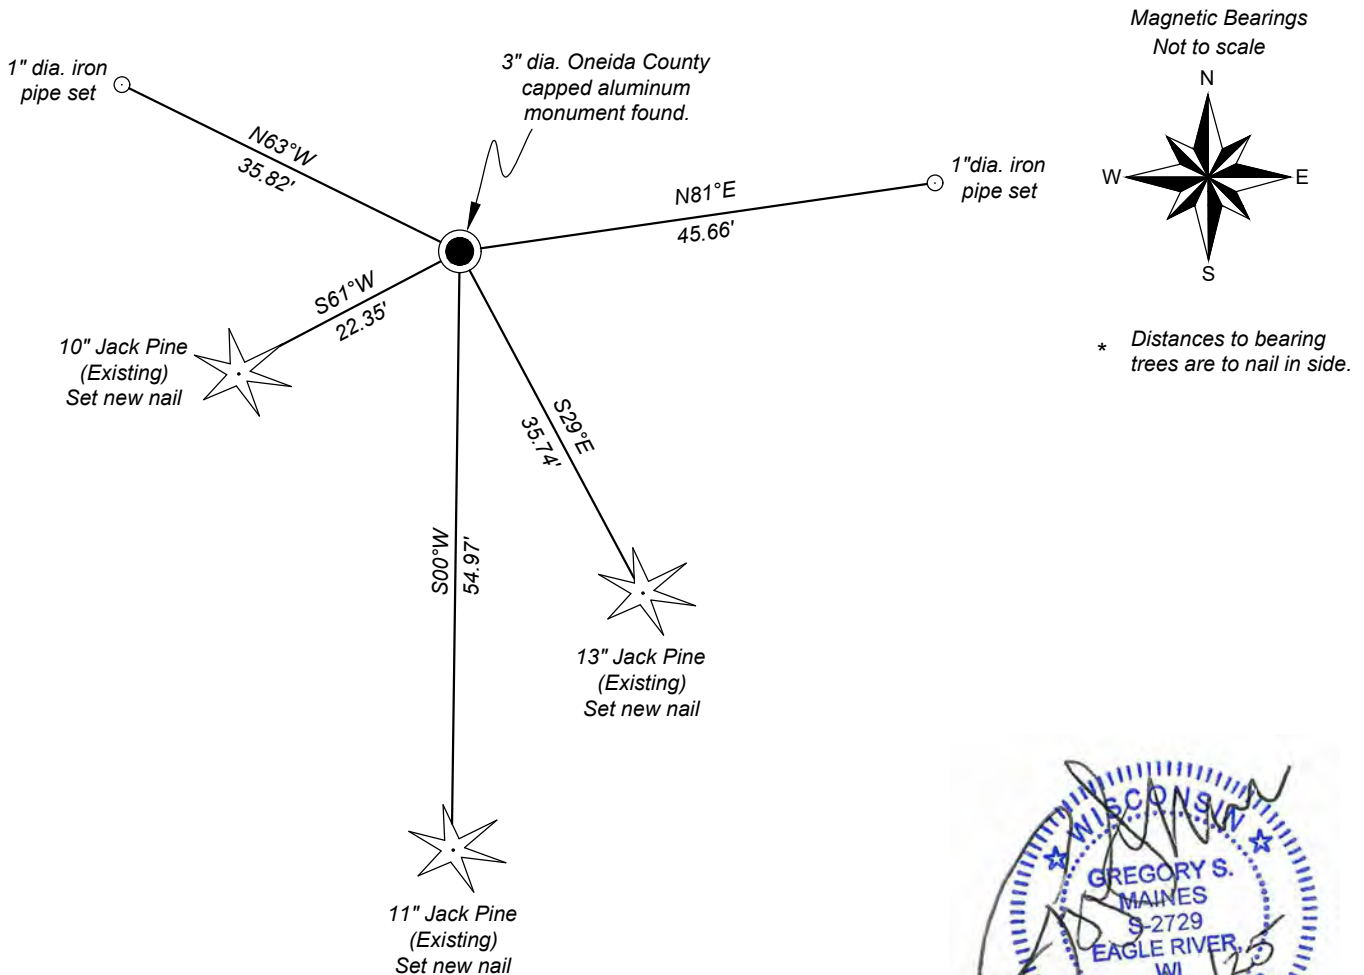 Magnetic Bearings
Not to scale
N
W
E
S
* Distances to bearing
trees are to nail in side.
1" dia. iron
pipe set
3" dia. Oneida County
capped aluminum
monument found.
N63°W
35.82'
N81°E
45.66'
1"dia. iron
pipe set
S61°W
22.35'
10" Jack Pine
(Existing)
Set new nail
S29°E
35.74'
S00°W
54.97'
13" Jack Pine
(Existing)
Set new nail
11" Jack Pine
(Existing)
Set new nail
WISCONSIN
GREGORY S.
MAINES
S-2729
EAGLE RIVER,
WI